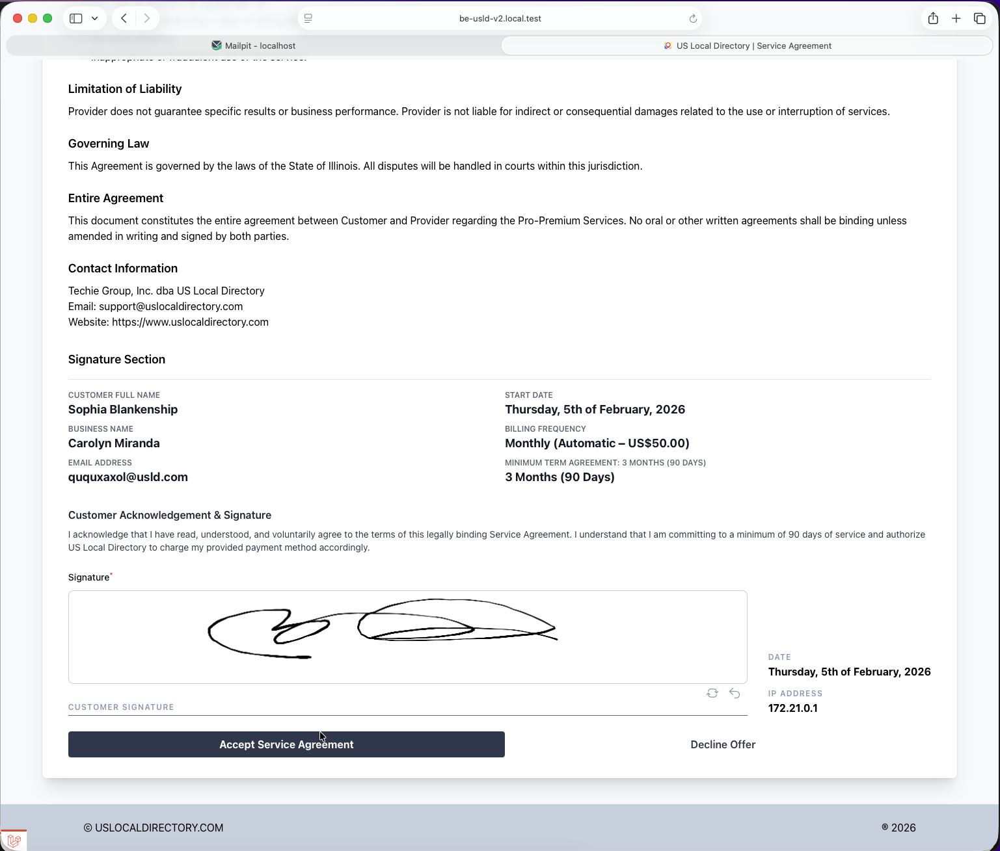 be-usld-v2.local.test
Mailpit - localhost
US Local Directory | Service Agreement
inappropriate or fraudulent use of the service.
Limitation of Liability
Provider does not guarantee specific results or business performance. Provider is not liable for indirect or consequential damages related to the use or interruption of services.
Governing Law
This Agreement is governed by the laws of the State of Illinois. All disputes will be handled in courts within this jurisdiction.
Entire Agreement
This document constitutes the entire agreement between Customer and Provider regarding the Pro-Premium Services. No oral or other written agreements shall be binding unless
amended in writing and signed by both parties.
Contact Information
Techie Group, Inc. dba US Local Directory
Email: support@uslocaldirectory.com
Website: https://www.uslocaldirectory.com
Signature Section
CUSTOMER FULL NAME
Sophia Blankenship
START DATE
Thursday, 5th of February, 2026
BUSINESS NAME
Carolyn Miranda
BILLING FREQUENCY
Monthly (Automatic – US$50.00)
EMAIL ADDRESS
ququxaxol@usld.com
MINIMUM TERM AGREEMENT: 3 MONTHS (90 DAYS)
3 Months (90 Days)
Customer Acknowledgement & Signature
I acknowledge that I have read, understood, and voluntarily agree to the terms of this legally binding Service Agreement. I understand that I am committing to a minimum of 90 days of service and authorize
US Local Directory to charge my provided payment method accordingly.
Signature*
DATE
Thursday, 5th of February, 2026
IP ADDRESS
172.21.0.1
CUSTOMER SIGNATURE
Accept Service Agreement
Decline Offer
© USLOCALDIRECTORY.COM
® 2026